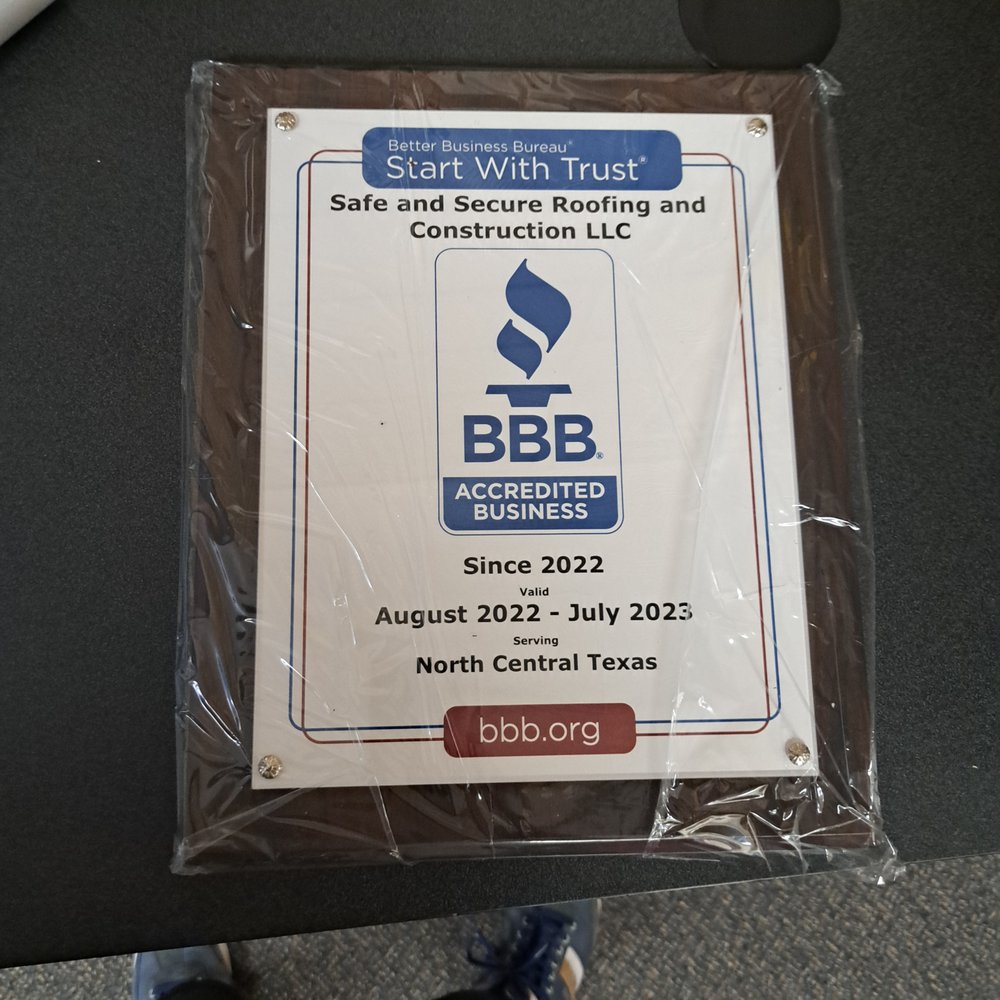 Better Business Bureau®
Start With Trust®
Safe and Secure Roofing and
Construction LLC
BBB®
ACCREDITED
BUSINESS
Since 2022
Valid
August 2022 - July 2023
Serving
North Central Texas
bbb.org